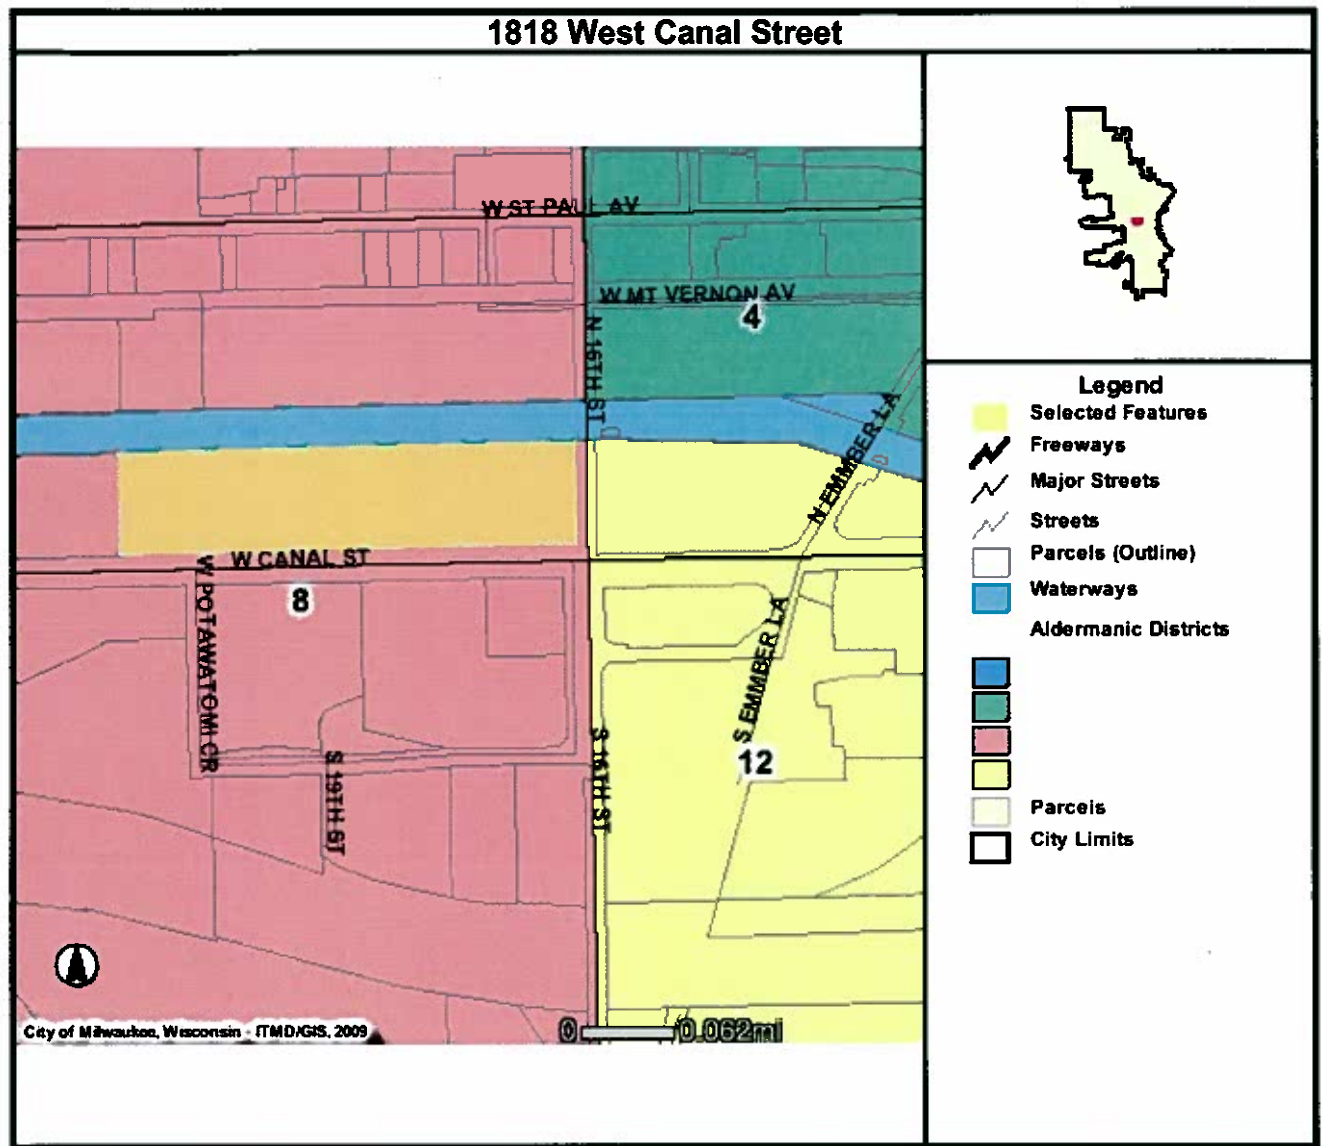 1818 West Canal Street
W ST PAUL AV
W MT VERNON AV
4
N 16TH ST
N EMMBER LA
W CANAL ST
8
W POTAWATOMI CR
S EMMBER LA
12
S 16TH ST
S 19TH ST
City of Milwaukee, Wisconsin - ITMD/GIS, 2009
0 0.062mi
Legend
Selected Features
Freeways
Major Streets
Streets
Parcels (Outline)
Waterways
Aldermanic Districts
Parcels
City Limits